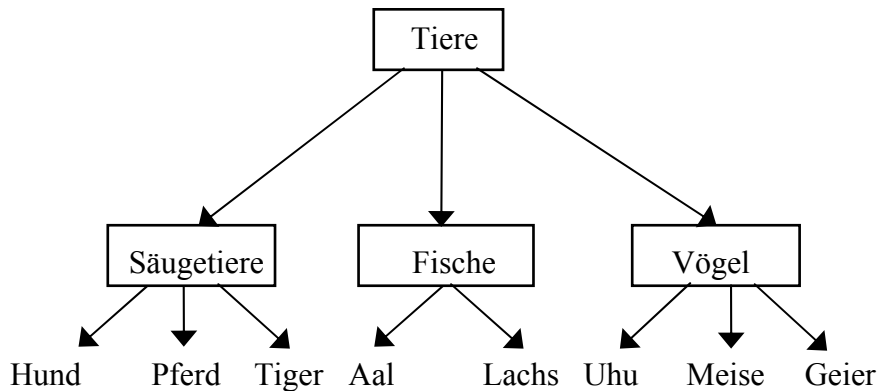 Tiere
Säugetiere Fische Vögel
Hund Pferd Tiger Aal Lachs Uhu Meise Geier